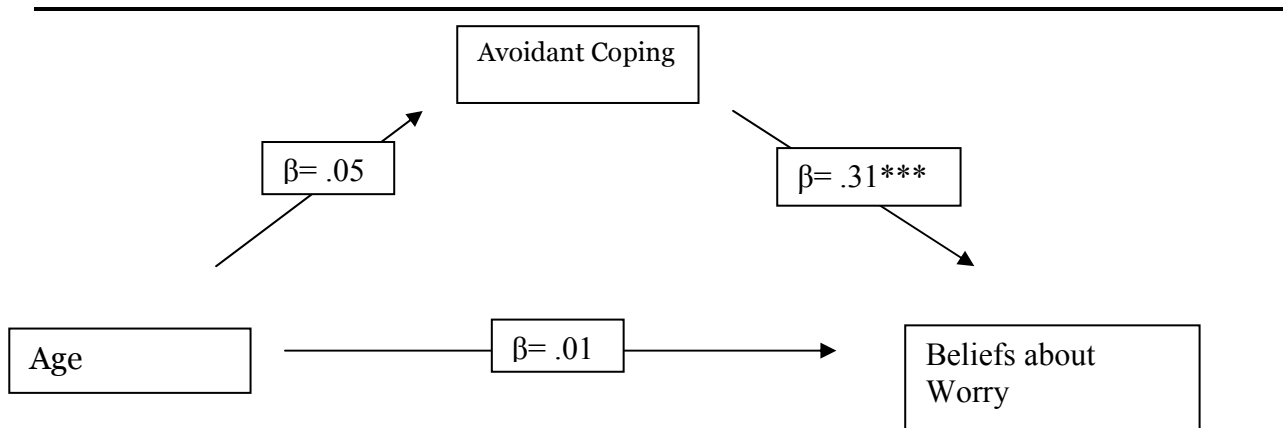 Avoidant Coping
β= .05
β= .31***
Age
β= .01
Beliefs about
Worry